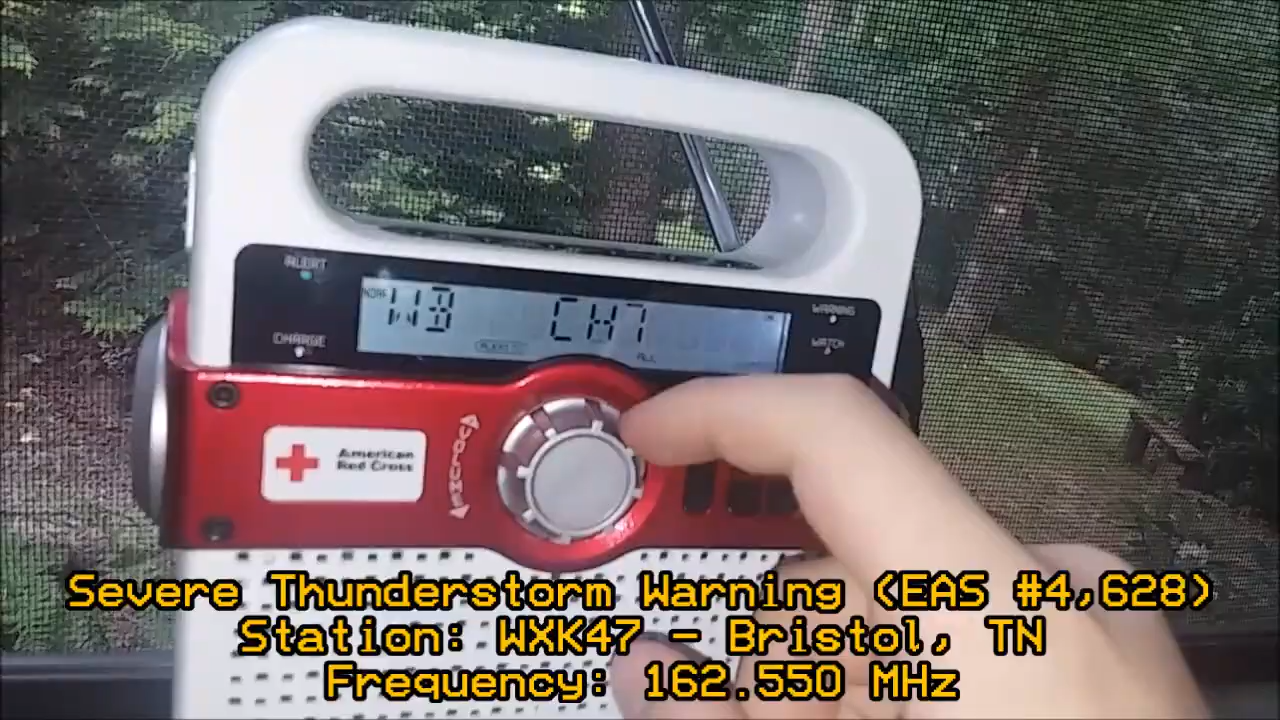 ALERT
WB CH7
WARNING
CHARGE
ALL
WATCH
American
Red Cross
Severe Thunderstorm Warning (EAS #4,628)
Station: WXK47 - Bristol, TN
Frequency: 162.550 MHz